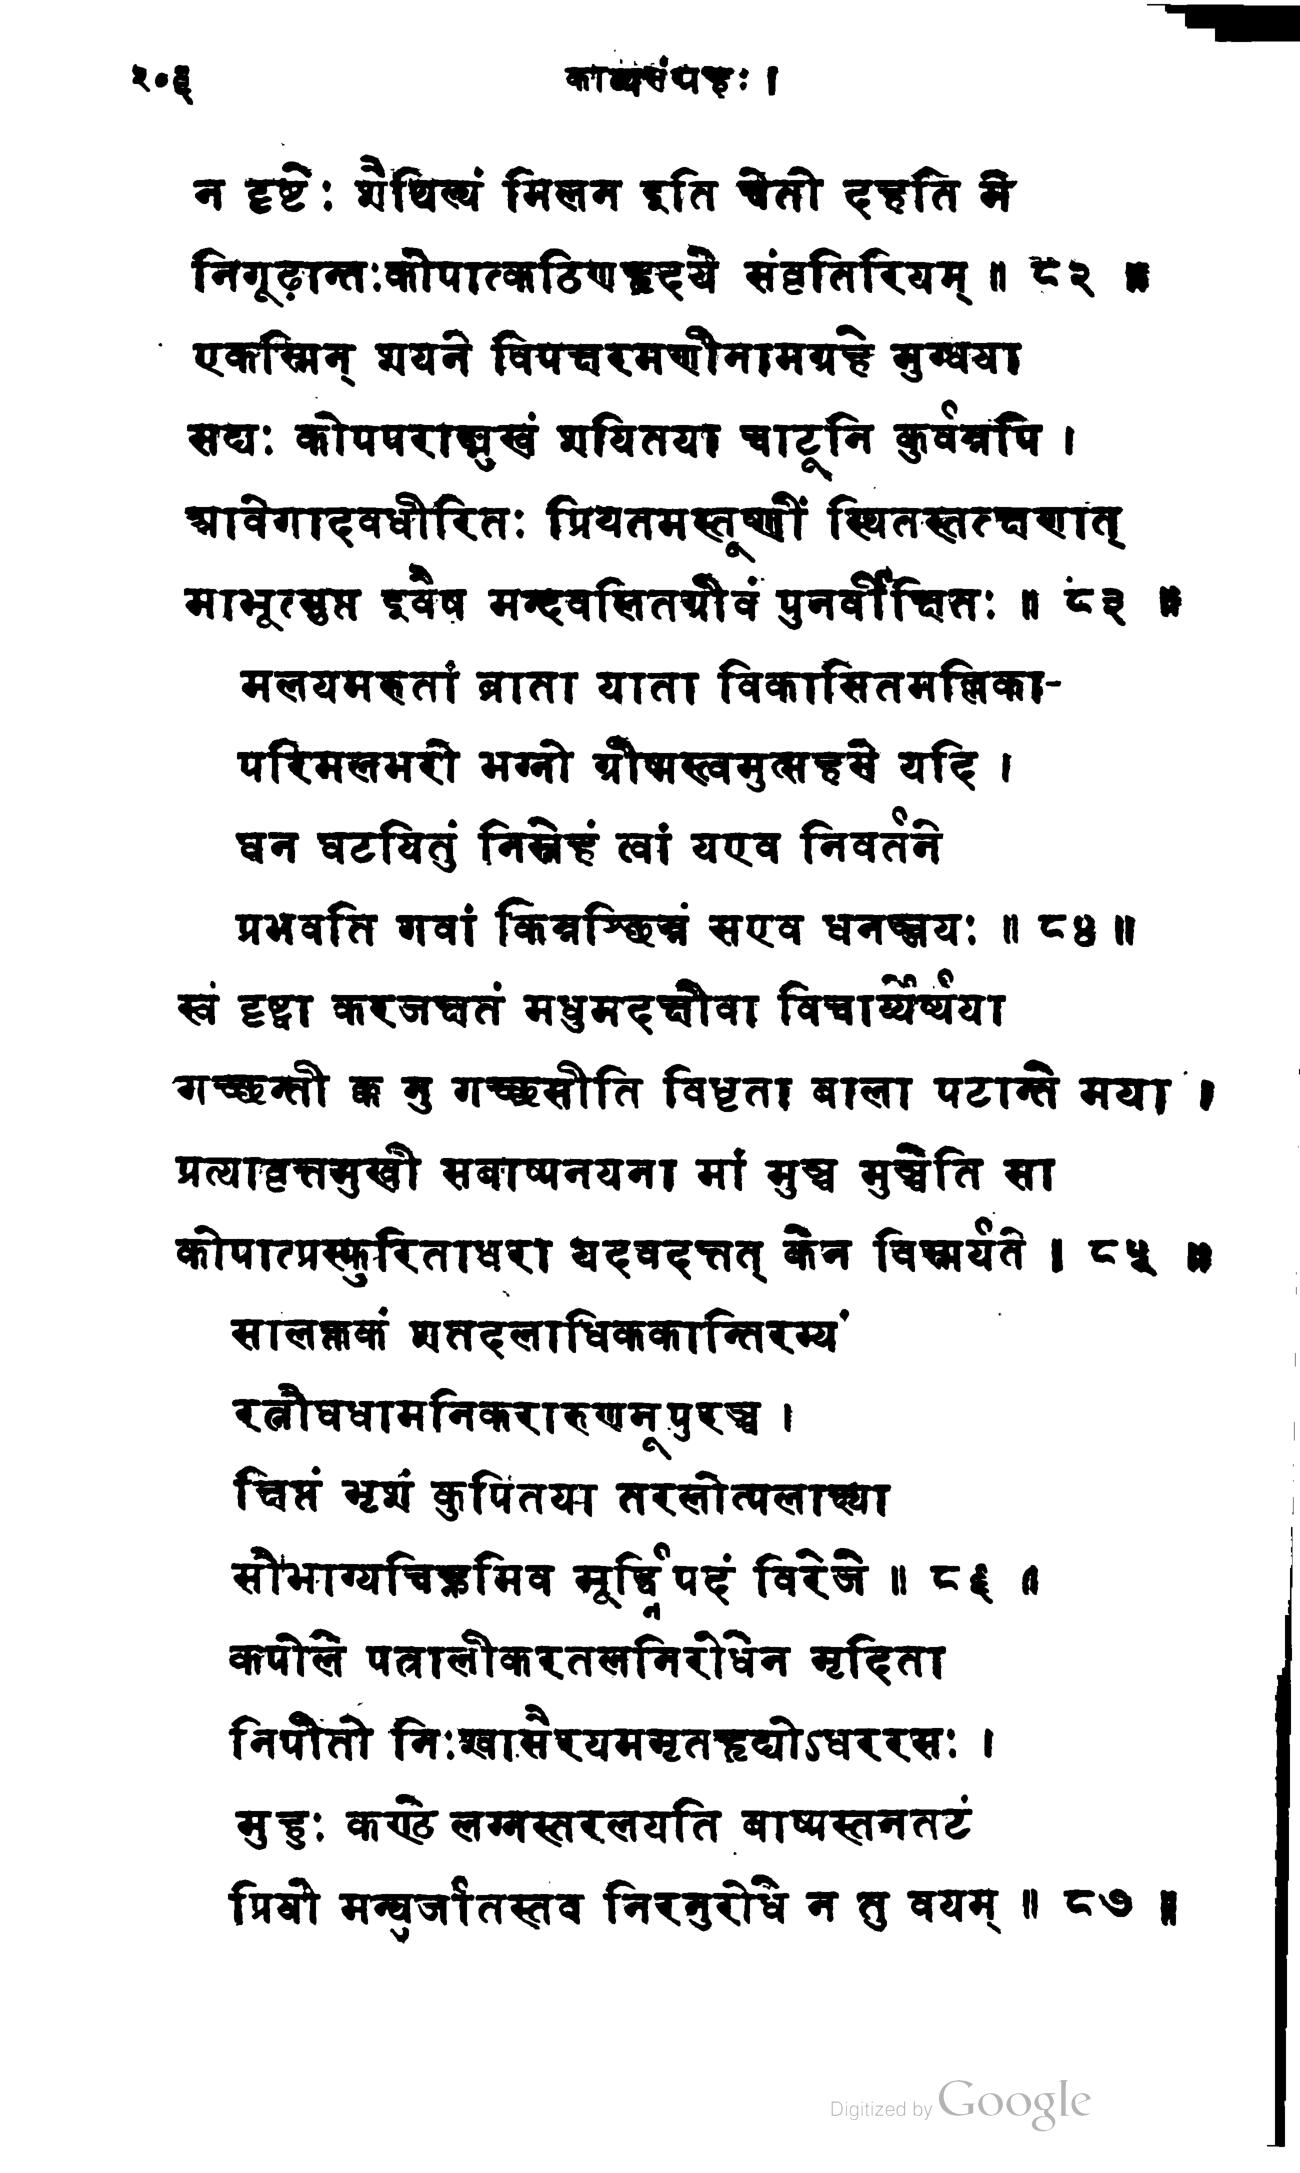 २०६ काव्यसंग्रहः ।
न दृष्टेः शैथिल्यं मिलन इति चेतो दहति मे
निगूढ़ान्तःकोपात्कठिणहृदये संवृतिरियम् ॥ ८२ ॥
एकस्मिन् शयने विपक्षरमणीनामग्रहे मुग्धया
सद्यः कोपपराङ्मुखं शयितया चाटूनि कुर्वन्नपि ।
आवेगादवधीरितः प्रियतमस्तूष्णीं स्थितस्तत्क्षणात्
माभूत्सुप्त इवैष मन्दवलितग्रीवं पुनर्वीक्षितः ॥ ८३ ॥
मलयमरुतां व्राता याता विकासितमल्लिका-
परिमलभरो भग्नो ग्रीष्मस्त्वमुत्सहसे यदि ।
घन घटयितुं निस्नेहं त्वां यएव निवर्तने
प्रभवति गवां किन्नश्छिन्नं सएव धनञ्जयः ॥ ८४ ॥
स्वं दृष्ट्वा करजक्षतं मधुमदक्षीवा विचार्य्येर्ष्यया
गच्छन्ती क्व नु गच्छसीति विधृता बाला पटान्ते मया ।
प्रत्यावृत्तमुखी सबाष्पनयना मां मुञ्च मुञ्चेति सा
कोपात्प्रस्फुरिताधरा यदवदत्तत् केन विस्मर्यते । ८५ ॥
सालक्तकं शतदलाधिककान्तिरम्यं
रत्नौघधामनिकरारुणनूपुरञ्च ।
क्षिप्तं भृशं कुपितया तरलोत्पलाक्ष्या
सौभाग्यचिह्नमिव मूर्द्ध्नि पदं विरेजे ॥ ८६ ॥
कपोले पत्रालीकरतलनिरोधेन मृदिता
निपीतो निःश्वासैरयममृतहृद्योऽधररसः ।
मुहुः कण्ठे लग्नस्तरलयति बाष्पस्तनतटं
प्रियो मन्युर्जातस्तव निरनुरोधे न तु वयम् ॥ ८७ ॥
Digitized by Google